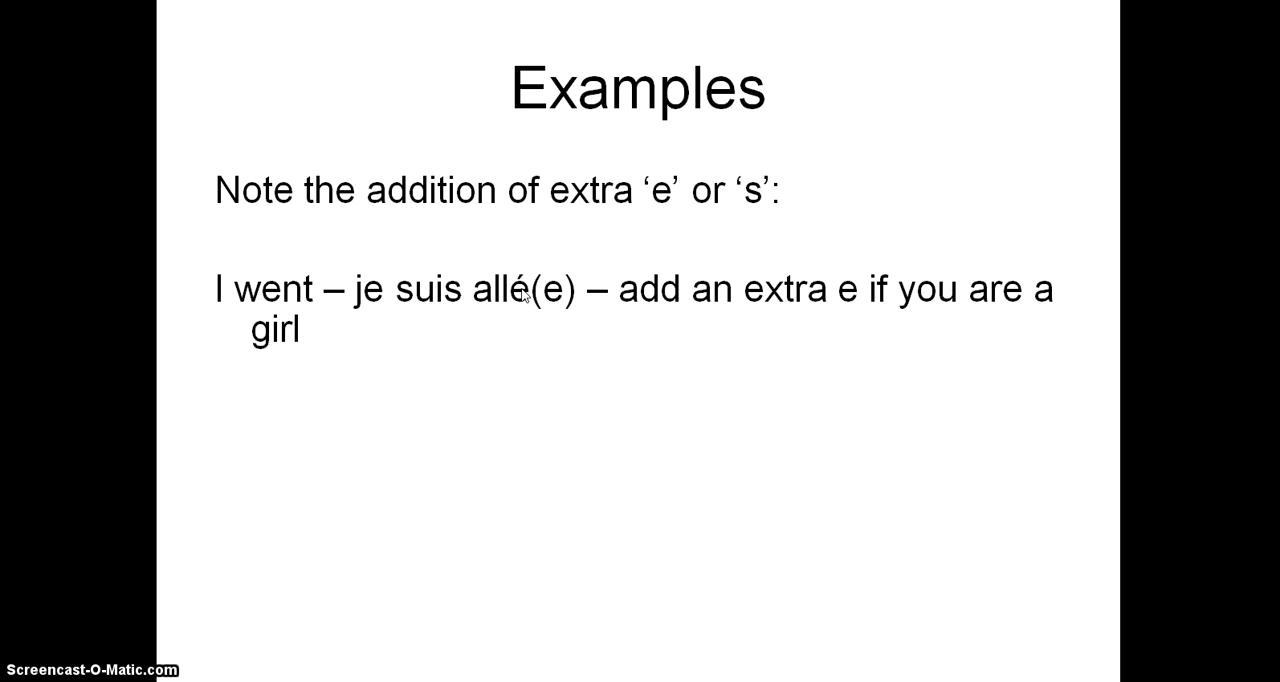 Examples
Note the addition of extra ‘e’ or ‘s’:
I went – je suis allé(e) – add an extra e if you are a
girl
Screencast-O-Matic.com